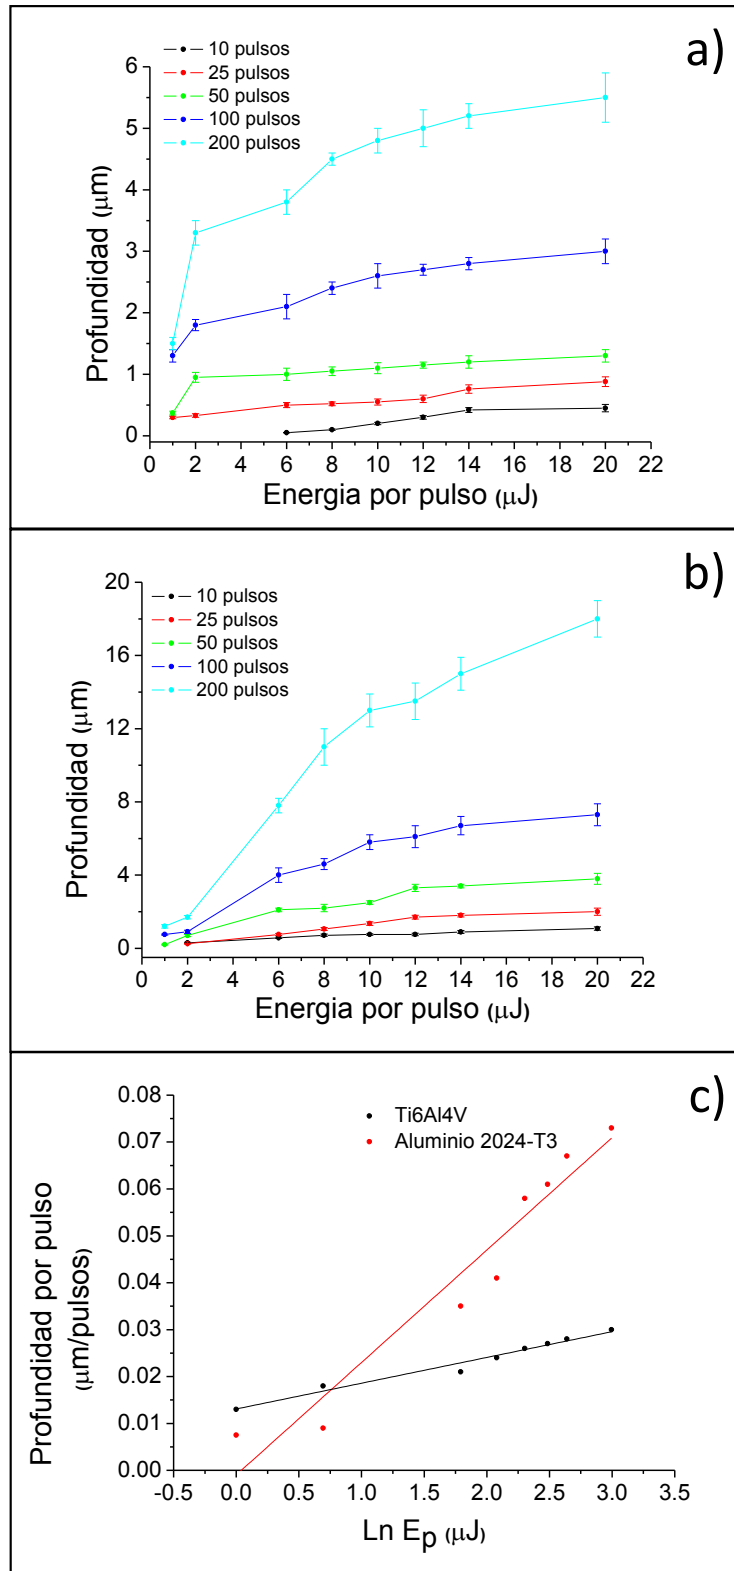 a)
10 pulsos
25 pulsos
50 pulsos
100 pulsos
200 pulsos
6
5
4
3
2
1
0
Profundidad (μm)
0 2 4 6 8 10 12 14 16 18 20 22
Energia por pulso (μJ)
b)
10 pulsos
25 pulsos
50 pulsos
100 pulsos
200 pulsos
20
16
12
8
4
0
Profundidad (μm)
0 2 4 6 8 10 12 14 16 18 20 22
Energia por pulso (μJ)
c)
Ti6Al4V
Aluminio 2024-T3
0.08
0.07
0.06
0.05
0.04
0.03
0.02
0.01
0.00
Profundidad por pulso
(μm/pulsos)
-0.5 0.0 0.5 1.0 1.5 2.0 2.5 3.0 3.5
Ln Ep (μJ)